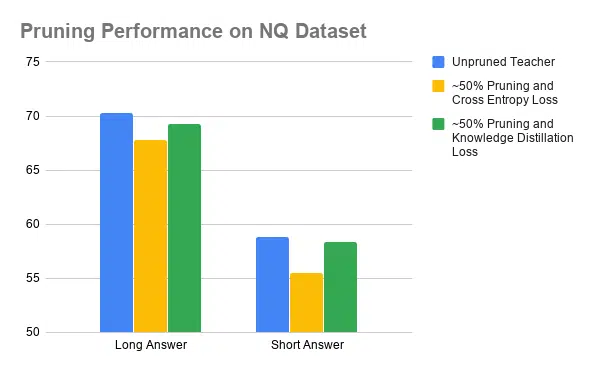 Pruning Performance on NQ Dataset
75
70
65
60
55
50
Long Answer
Short Answer
Unpruned Teacher
~50% Pruning and
Cross Entropy Loss
~50% Pruning and
Knowledge Distillation
Loss